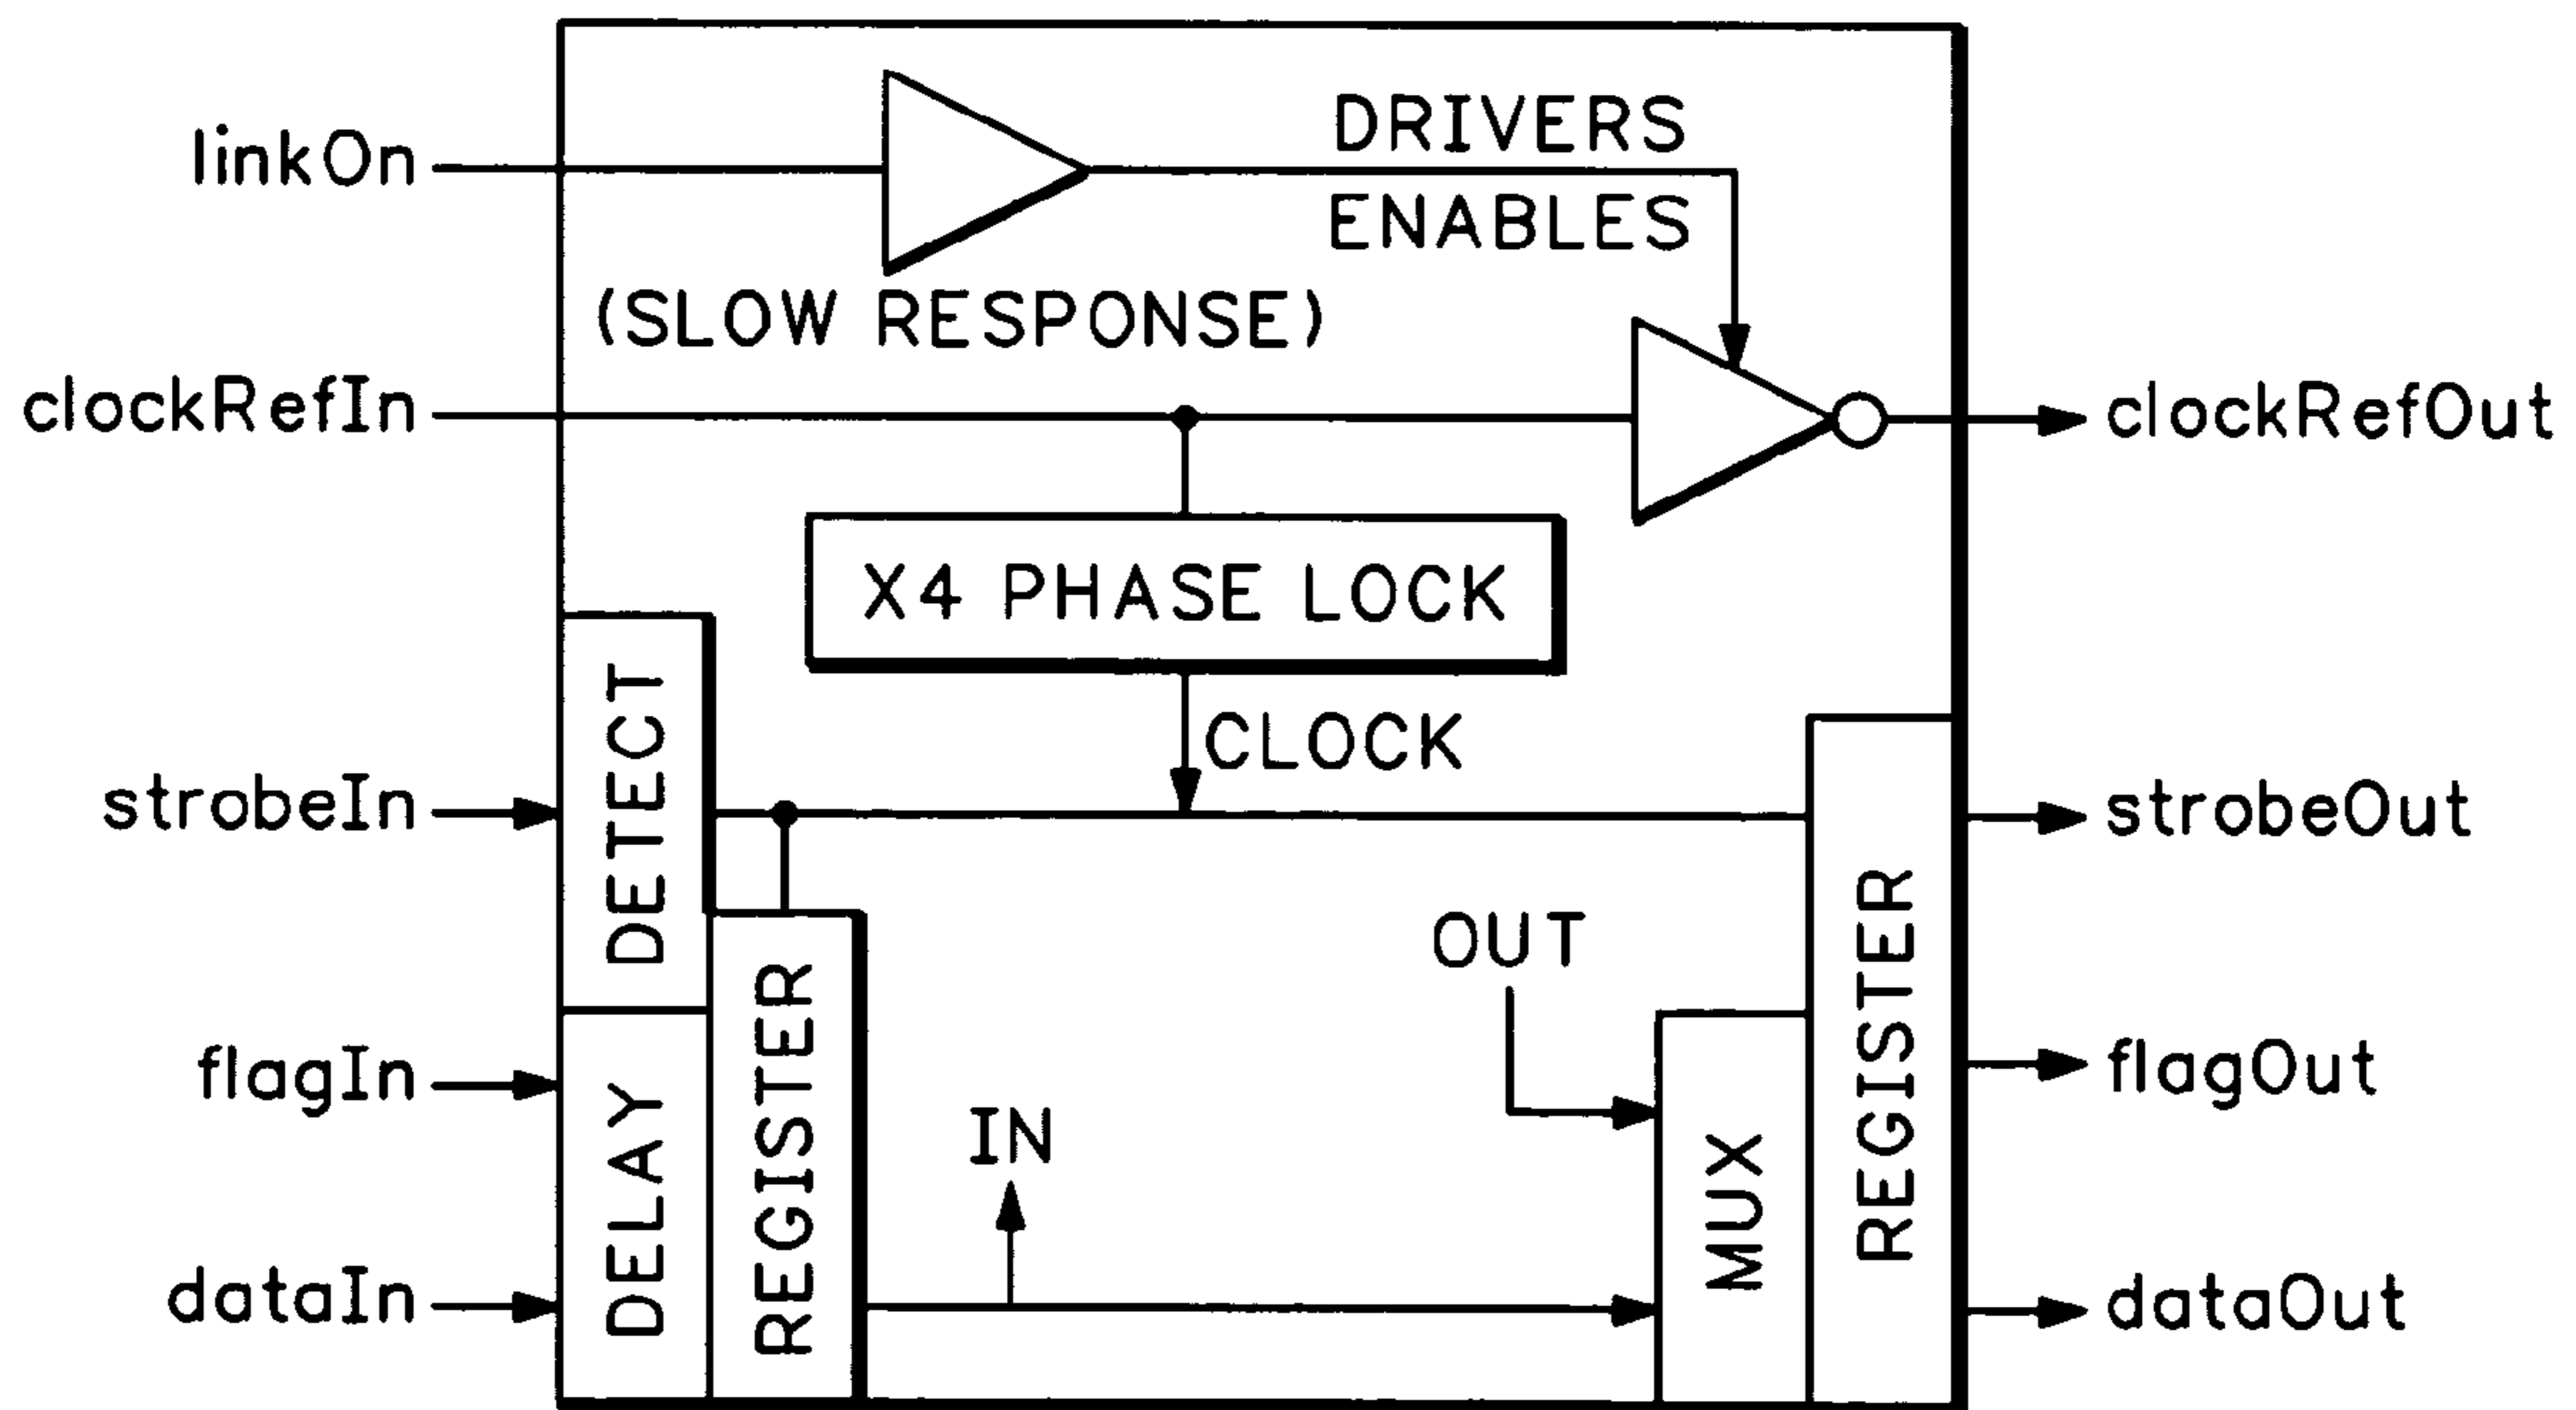 linkOn
DRIVERS
ENABLES
(SLOW RESPONSE)
clockRefIn
clockRefOut
X4 PHASE LOCK
CLOCK
DETECT
strobeIn
strobeOut
REGISTER
OUT
flagIn
flagOut
DELAY
REGISTER
IN
MUX
dataIn
dataOut